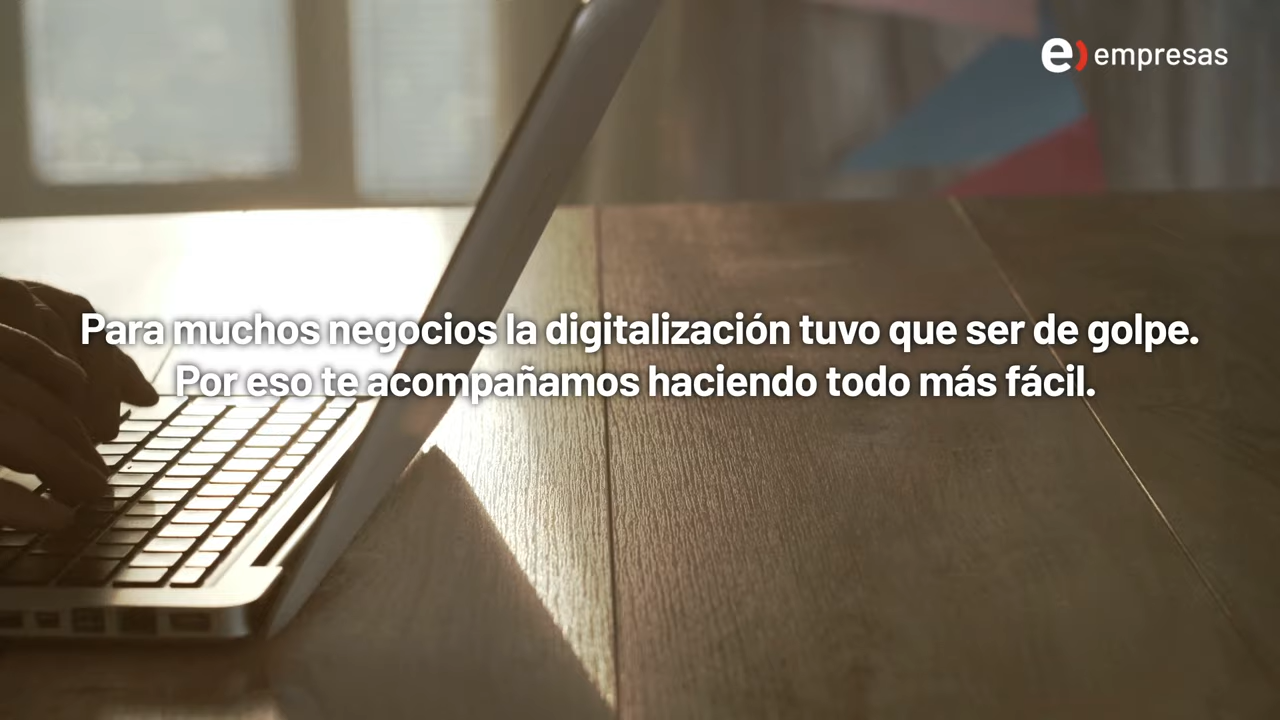 e) empresas
Para muchos negocios la digitalización tuvo que ser de golpe.
Por eso te acompañamos haciendo todo más fácil.